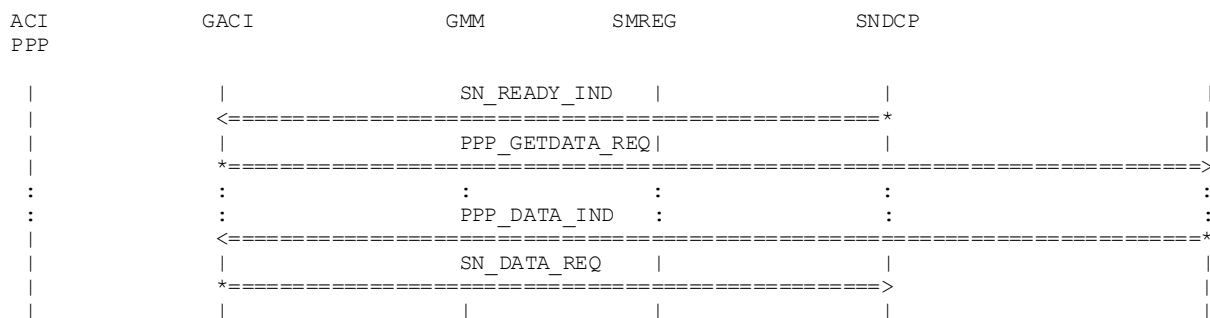 ACI GACI GMM SMREG SNDCP
PPP
| | SN_READY_IND | | |
| <===================================================* |
| | PPP_GETDATA_REQ| | |
| *============================================================================>
: : : : : :
: : PPP_DATA_IND : : :
| <============================================================================*
| | SN_DATA_REQ | | |
| *===================================================> |
| | | | | |